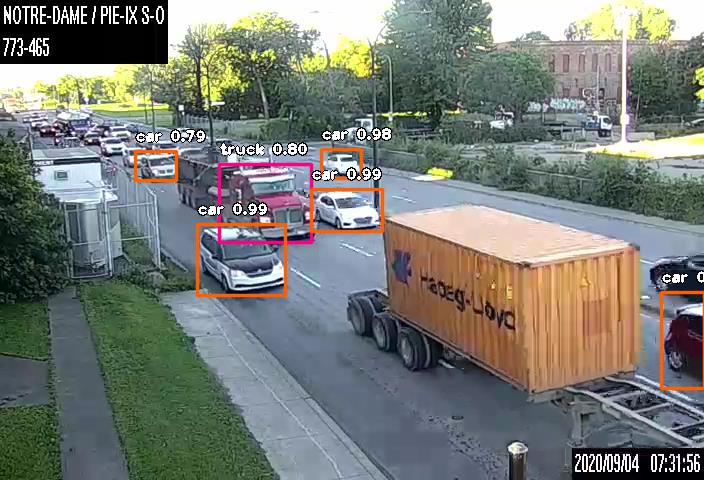 NOTRE-DAME / PIE-IX S-O
773-465
car 0.79
truck 0.80
car 0.98
car 0.99
car 0.99
Hapag-Lloyd
car 0
2020/09/04 07:31:56